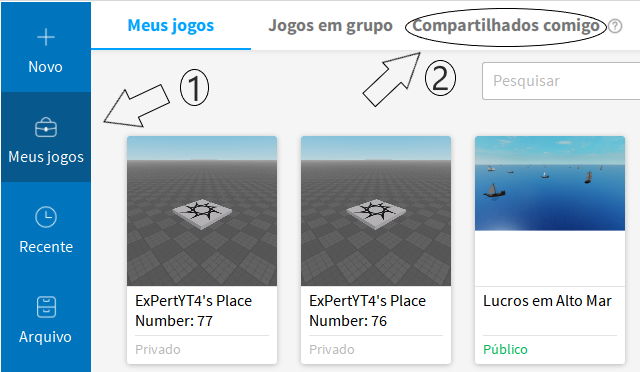 Novo
Meus jogos
Recente
Arquivo
Meus jogos Jogos em grupo Compartilhados comigo ?
1
2
Pesquisar
ExPertYT4's Place
Number: 77
Privado
ExPertYT4's Place
Number: 76
Privado
Lucros em Alto Mar
Público